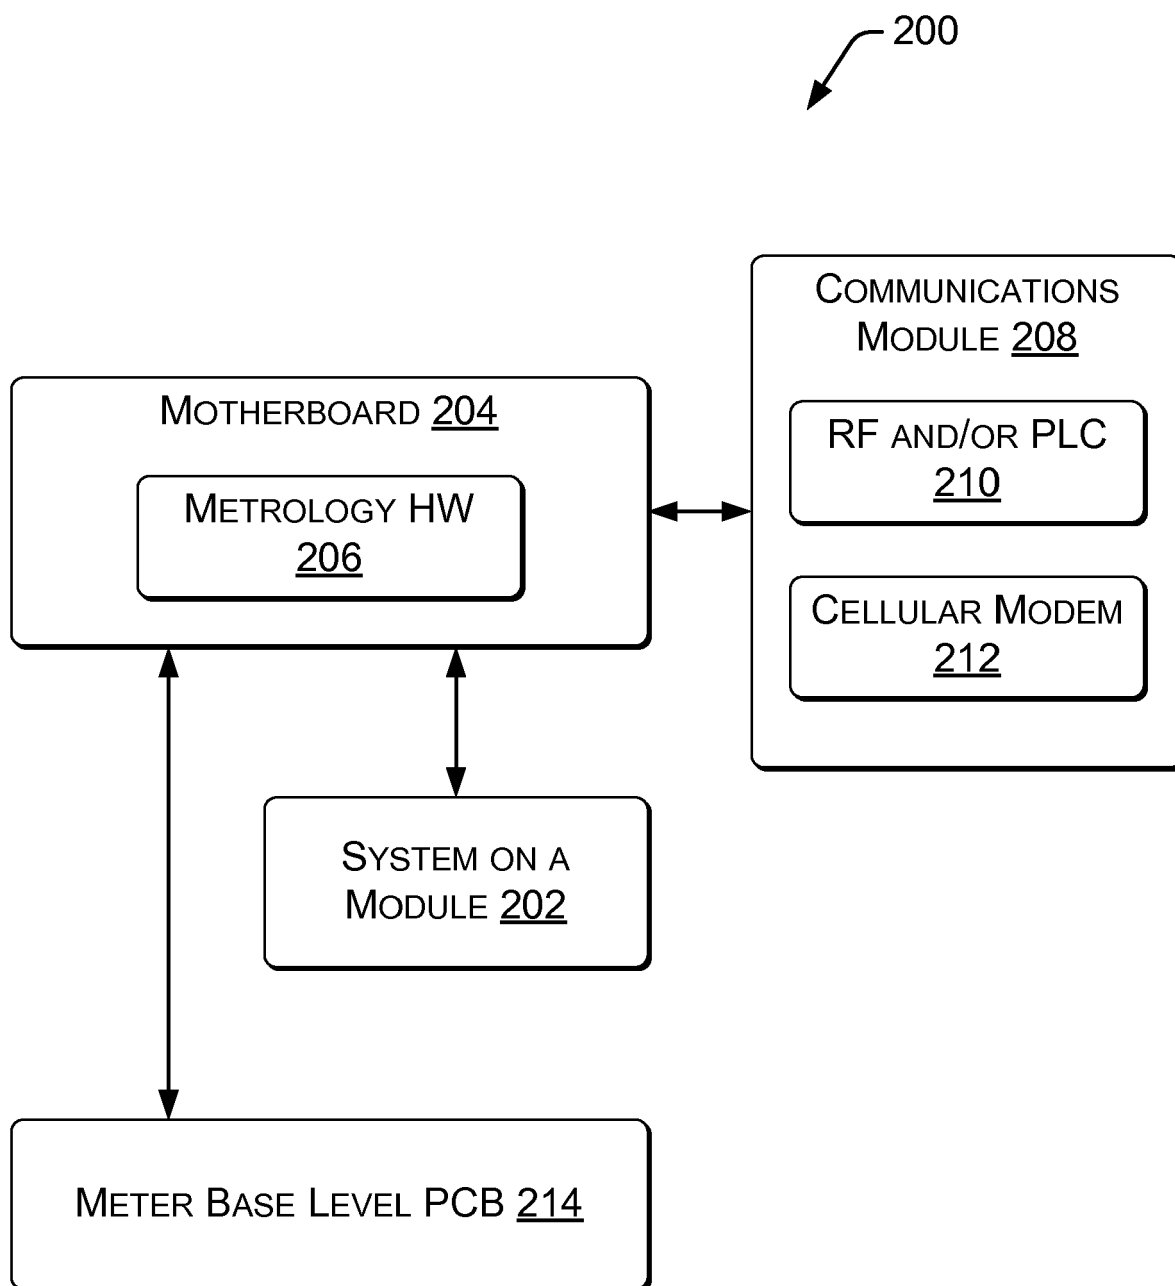 200
COMMUNICATIONS
MODULE 208
MOTHERBOARD 204
RF AND/OR PLC
210
METROLOGY HW
206
CELLULAR MODEM
212
SYSTEM ON A
MODULE 202
METER BASE LEVEL PCB 214